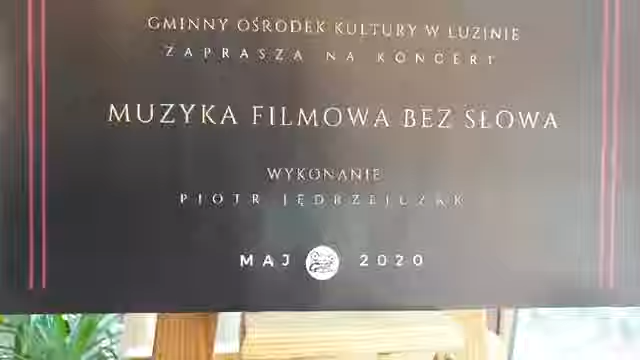 GMINNY OŚRODEK KULTURY W LUZINIE
ZAPRASZA NA KONCERT
MUZYKA FILMOWA BEZ SŁOWA
WYKONANIE
PIOTR JĘDRZEJCZAK
MAJ 2020